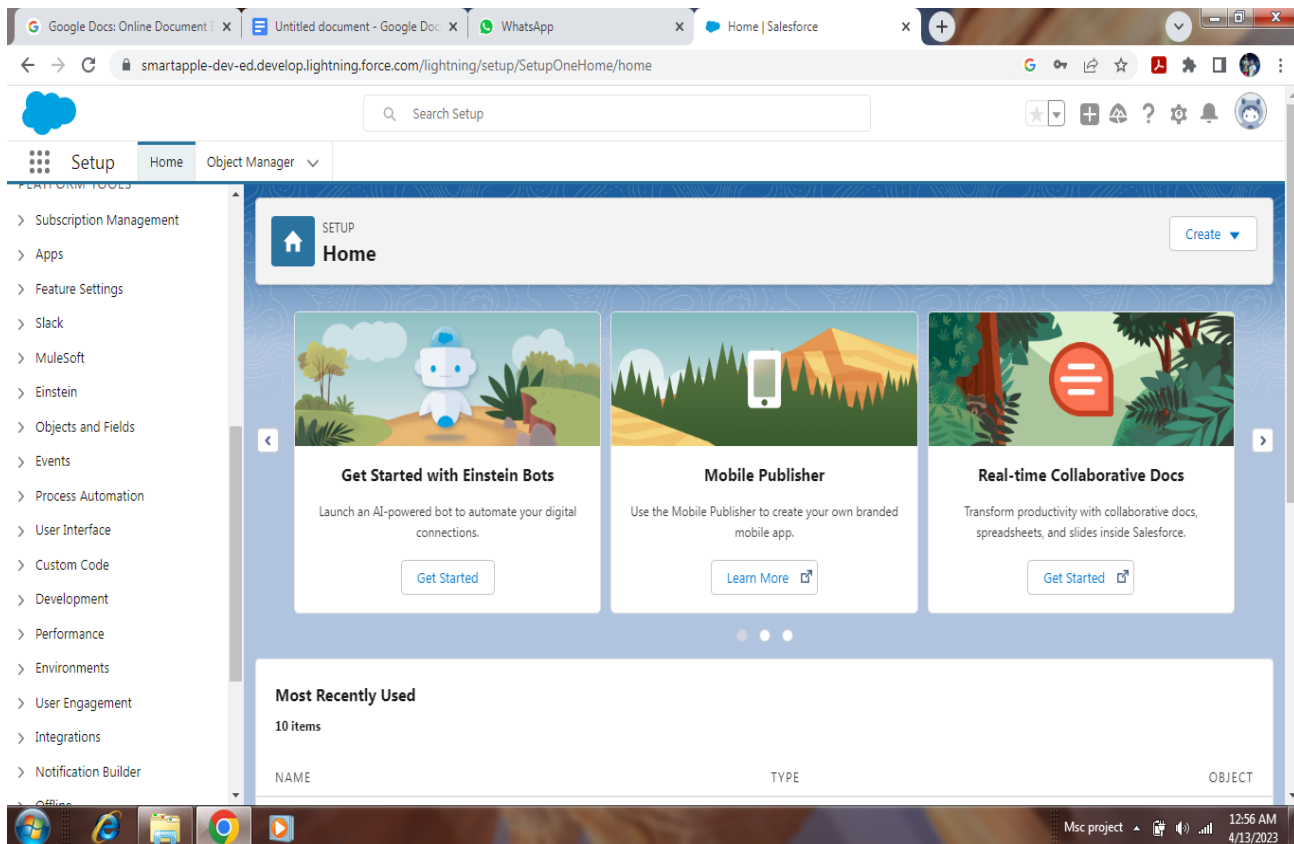 Google Docs: Online Document E
Untitled document - Google Doc
WhatsApp
Home | Salesforce
smartapple-dev-ed.develop.lightning.force.com/lightning/setup/SetupOneHome/home
Search Setup
Setup
Home
Object Manager
PLATFORM TOOLS
Subscription Management
Apps
Feature Settings
Slack
MuleSoft
Einstein
Objects and Fields
Events
Process Automation
User Interface
Custom Code
Development
Performance
Environments
User Engagement
Integrations
Notification Builder
Offline
SETUP
Home
Create
Get Started with Einstein Bots
Launch an AI-powered bot to automate your digital
connections.
Get Started
Mobile Publisher
Use the Mobile Publisher to create your own branded
mobile app.
Learn More
Real-time Collaborative Docs
Transform productivity with collaborative docs,
spreadsheets, and slides inside Salesforce.
Get Started
Most Recently Used
10 items
NAME
TYPE
OBJECT
Msc project
12:56 AM
4/13/2023